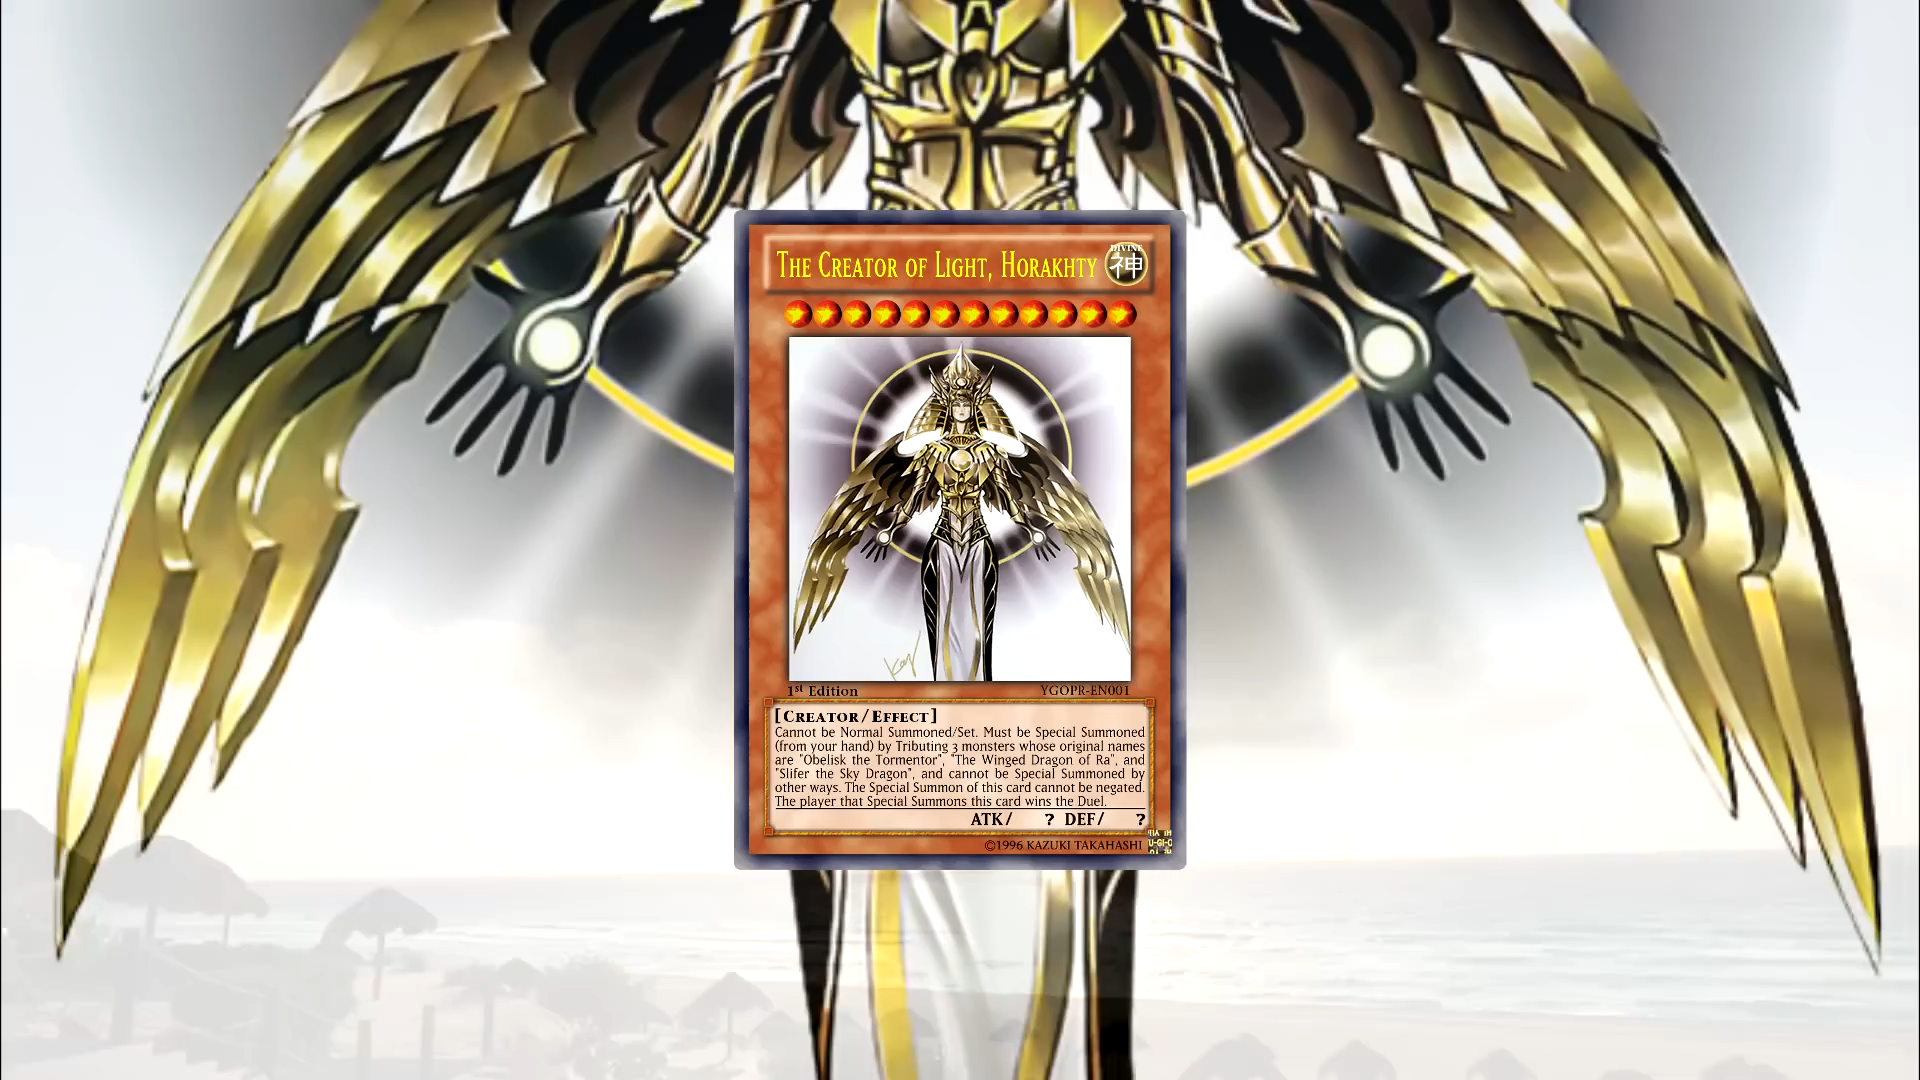 The Creator of Light, Horakhty
DIVINE
神
1st Edition
YGOPR-EN001
[Creator/Effect]
Cannot be Normal Summoned/Set. Must be Special Summoned
(from your hand) by Tributing 3 monsters whose original names
are "Obelisk the Tormentor", "The Winged Dragon of Ra", and
"Slifer the Sky Dragon", and cannot be Special Summoned by
other ways. The Special Summon of this card cannot be negated.
The player that Special Summons this card wins the Duel.
ATK/ ? DEF/ ?
©1996 KAZUKI TAKAHASHI